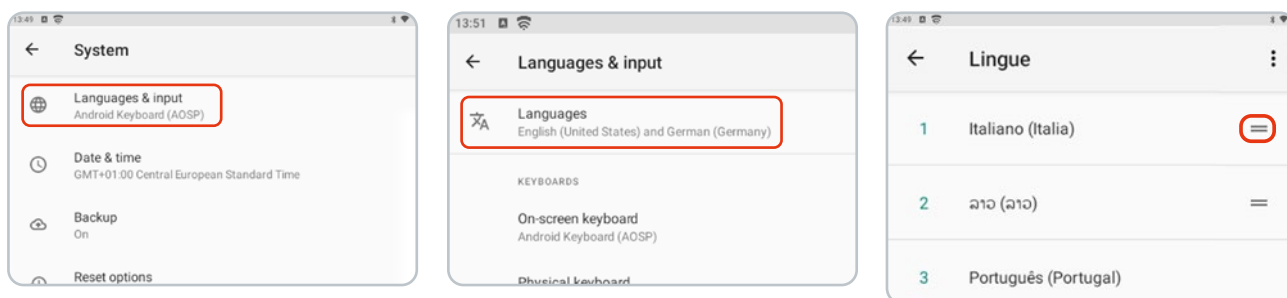 13:49
System
Languages & input
Android Keyboard (AOSP)
Date & time
GMT+01:00 Central European Standard Time
Backup
On
Reset options
13:51
Languages & input
Languages
English (United States) and German (Germany)
KEYBOARDS
On-screen keyboard
Android Keyboard (AOSP)
Physical keyboard
13:49
Lingue
1 Italiano (Italia)
2 ລາວ (ລາວ)
3 Português (Portugal)